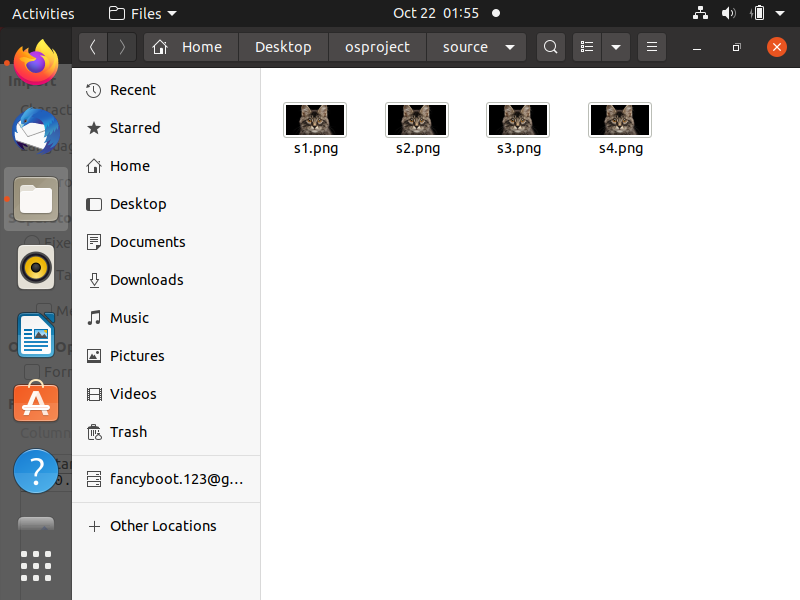 Activities
Files
Oct 22 01:55
Home
Desktop
osproject
source
Recent
Starred
Home
Desktop
Documents
Downloads
Music
Pictures
Videos
Trash
fancyboot.123@g...
Other Locations
s1.png
s2.png
s3.png
s4.png